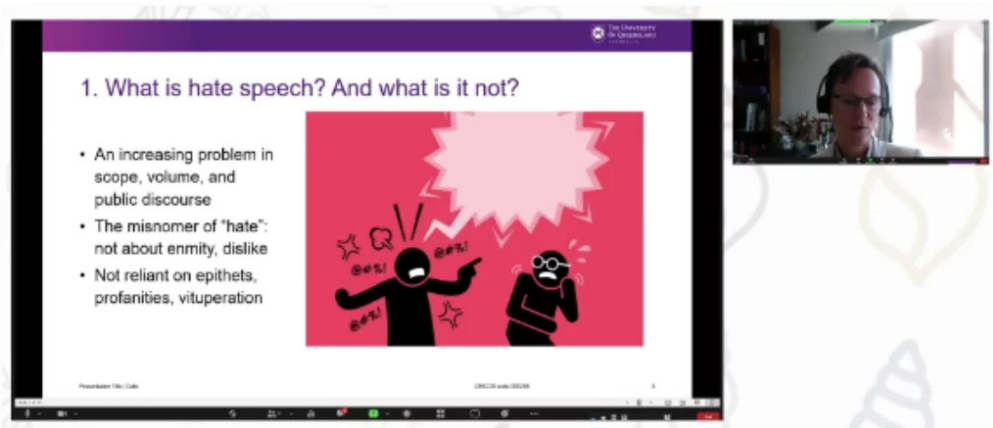 THE UNIVERSITY
OF QUEENSLAND
AUSTRALIA
1. What is hate speech? And what is it not?
• An increasing problem in
scope, volume, and
public discourse
• The misnomer of “hate”:
not about enmity, dislike
• Not reliant on epithets,
profanities, vituperation
@#%!
@#%!
@#%!
Presentation Title | Date